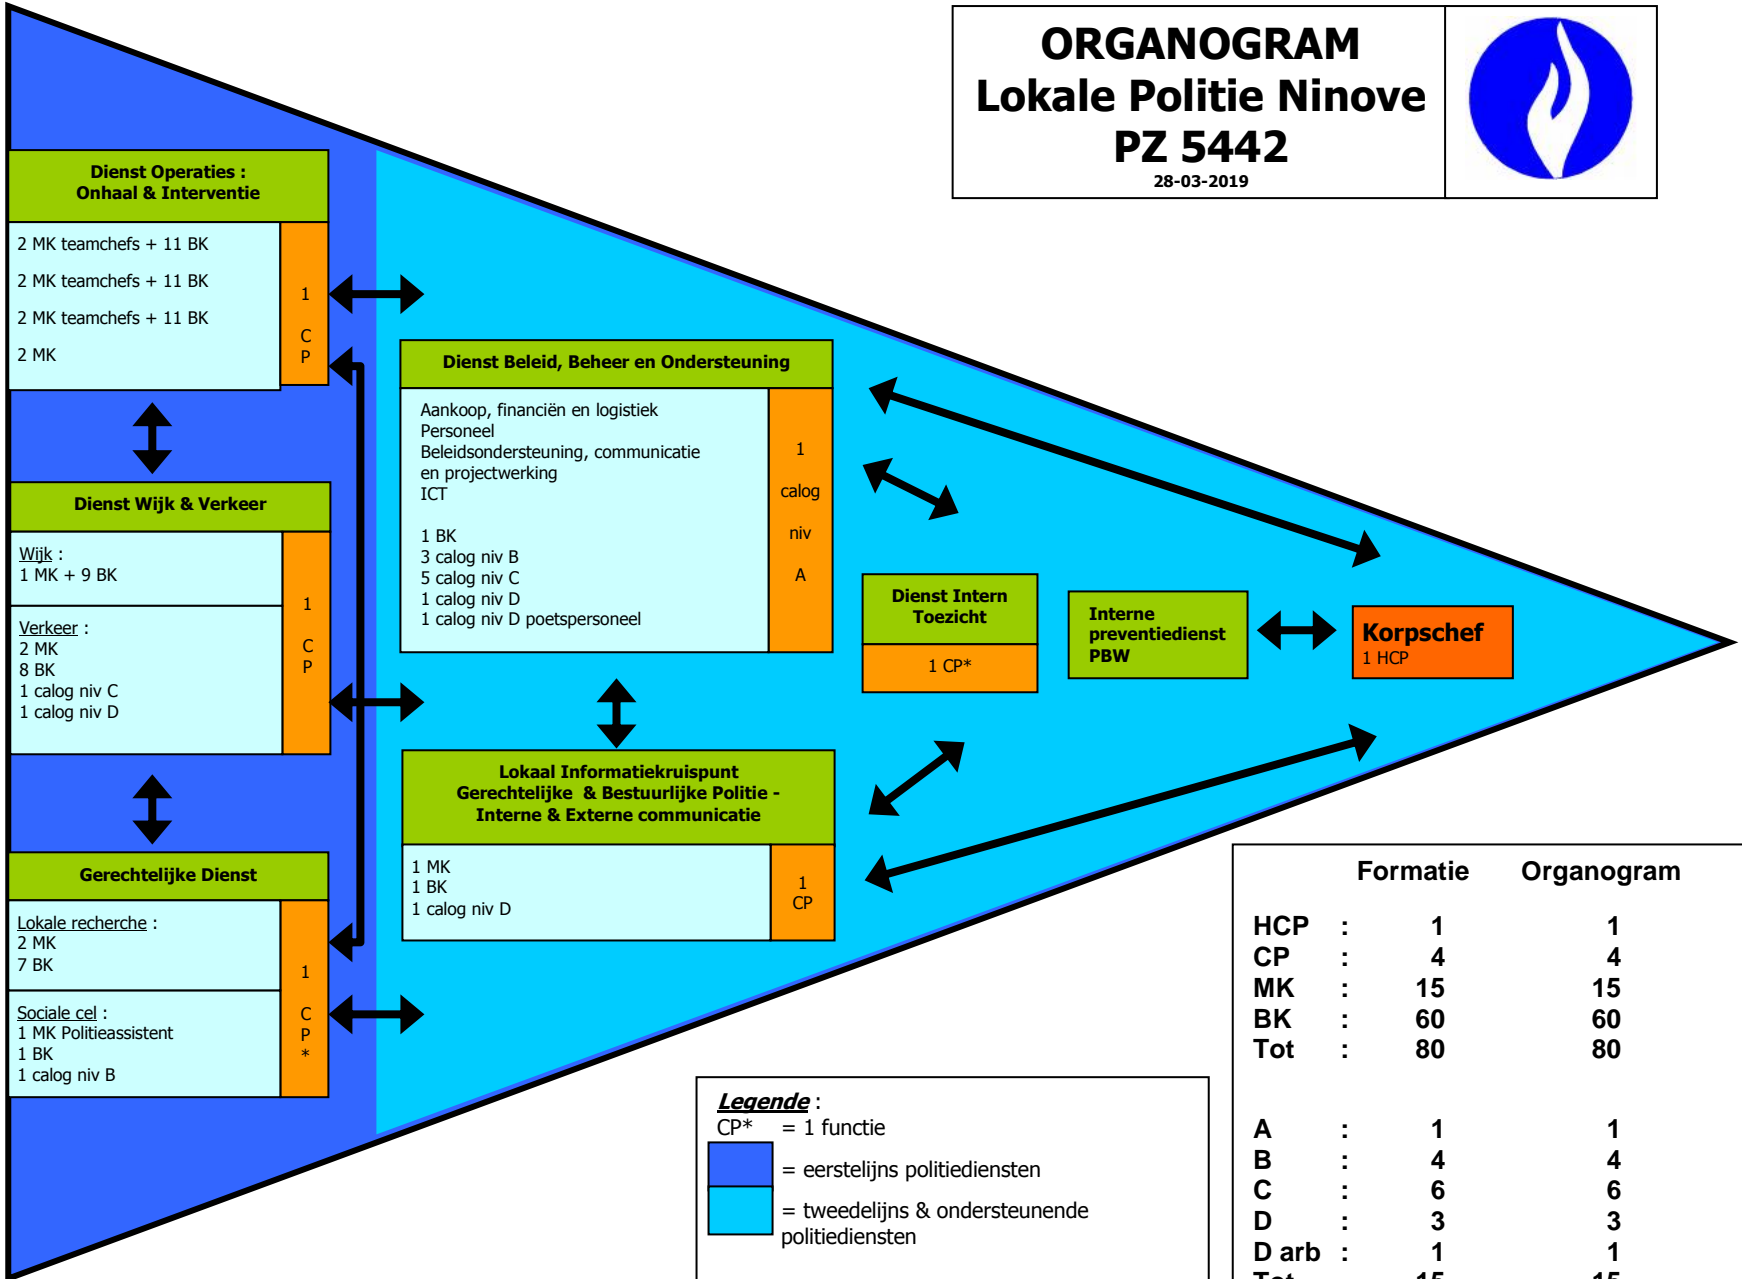 ORGANOGRAM
Lokale Politie Ninove
PZ 5442
28-03-2019
Dienst Operaties :
Onhaal & Interventie
2 MK teamchefs + 11 BK
2 MK teamchefs + 11 BK
2 MK teamchefs + 11 BK
2 MK
1
C
P
Dienst Wijk & Verkeer
Wijk :
1 MK + 9 BK
Verkeer :
2 MK
8 BK
1 calog niv C
1 calog niv D
1
C
P
Gerechtelijke Dienst
Lokale recherche :
2 MK
7 BK
Sociale cel :
1 MK Politieassistent
1 BK
1 calog niv B
1
C
P
*
Dienst Beleid, Beheer en Ondersteuning
Aankoop, financiën en logistiek
Personeel
Beleidsondersteuning, communicatie
en projectwerking
ICT
1 BK
3 calog niv B
5 calog niv C
1 calog niv D
1 calog niv D poetspersoneel
1
calog
niv
A
Lokaal Informatiekruispunt
Gerechtelijke & Bestuurlijke Politie -
Interne & Externe communicatie
1 MK
1 BK
1 calog niv D
1
CP
Dienst Intern
Toezicht
1 CP*
Interne
preventiedienst
PBW
Korpschef
1 HCP
Legende :
CP* = 1 functie
= eerstelijns politiediensten
= tweedelijns & ondersteunende
politiediensten
Formatie Organogram
HCP : 1 1
CP : 4 4
MK : 15 15
BK : 60 60
Tot : 80 80
A : 1 1
B : 4 4
C : 6 6
D : 3 3
D arb : 1 1
Tot 15 15